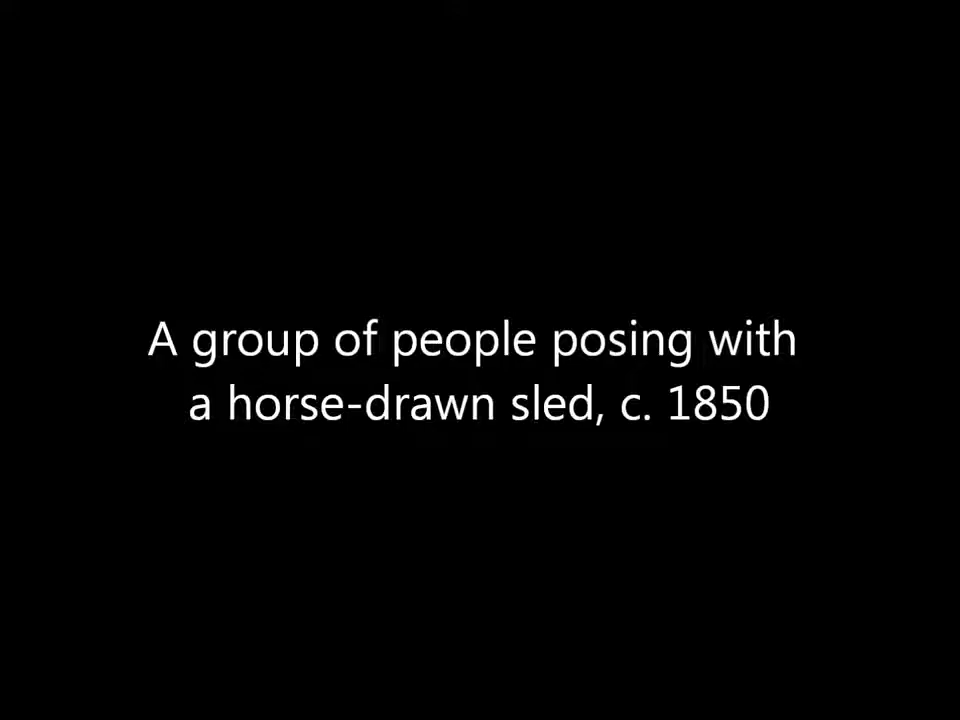 A group of people posing with
a horse-drawn sled, c. 1850